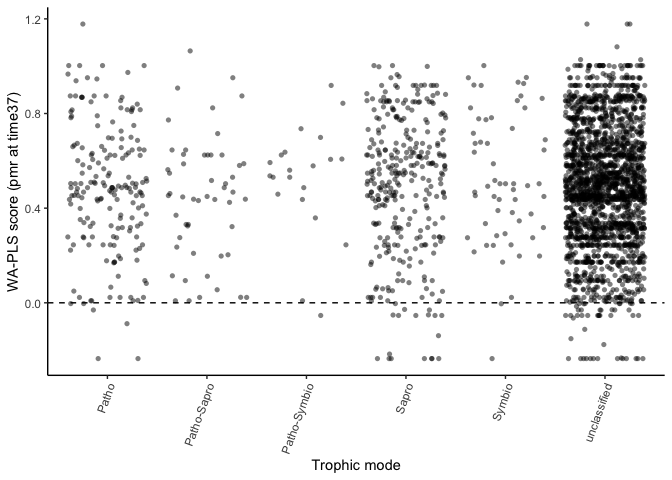 WA-PLS score (pmr at time37)
1.2
0.8
0.4
0.0
Patho
Patho-Sapro
Patho-Symbio
Sapro
Symbio
unclassified
Trophic mode